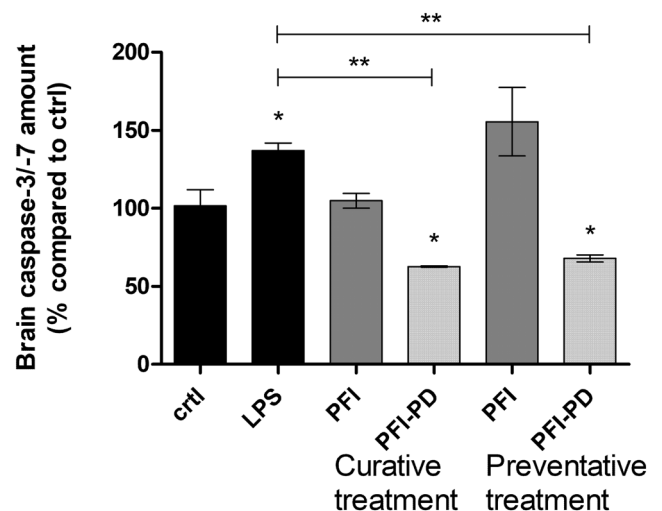 **
**
*
*
*
200
150
100
50
0
Brain caspase-3/-7 amount
(% compared to ctrl)
crtl
LPS
PFI
PFI-PD
PFI
PFI-PD
Curative
treatment
Preventative
treatment